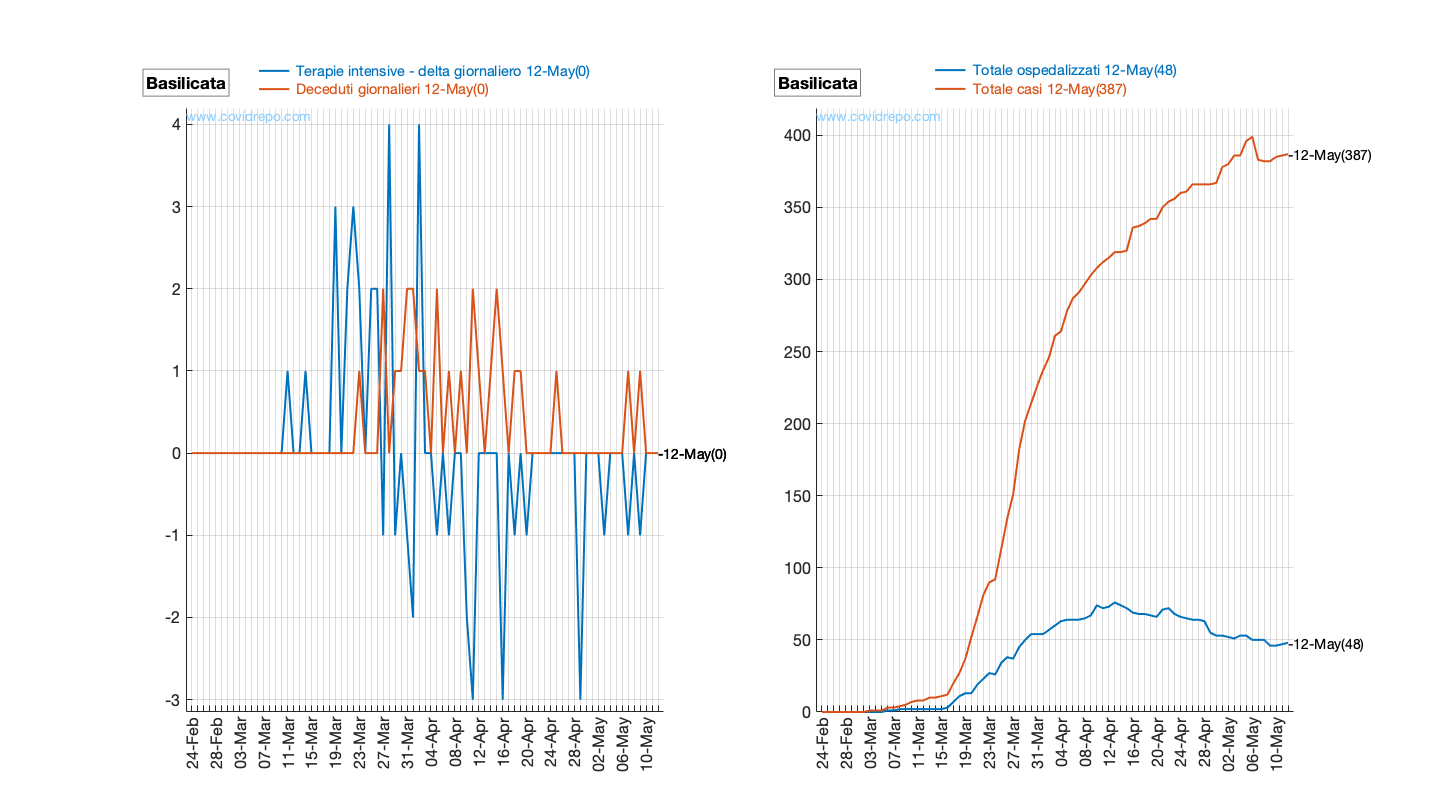 Basilicata
Terapie intensive - delta giornaliero 12-May(0)
Deceduti giornalieri 12-May(0)
www.covidrepo.com
4
3
2
1
0
-1
-2
-3
-12-May(0)
24-Feb
28-Feb
03-Mar
07-Mar
11-Mar
15-Mar
19-Mar
23-Mar
27-Mar
31-Mar
04-Apr
08-Apr
12-Apr
16-Apr
20-Apr
24-Apr
28-Apr
02-May
06-May
10-May
Basilicata
Totale ospedalizzati 12-May(48)
Totale casi 12-May(387)
www.covidrepo.com
400
350
300
250
200
150
100
50
0
-12-May(387)
-12-May(48)
24-Feb
28-Feb
03-Mar
07-Mar
11-Mar
15-Mar
19-Mar
23-Mar
27-Mar
31-Mar
04-Apr
08-Apr
12-Apr
16-Apr
20-Apr
24-Apr
28-Apr
02-May
06-May
10-May